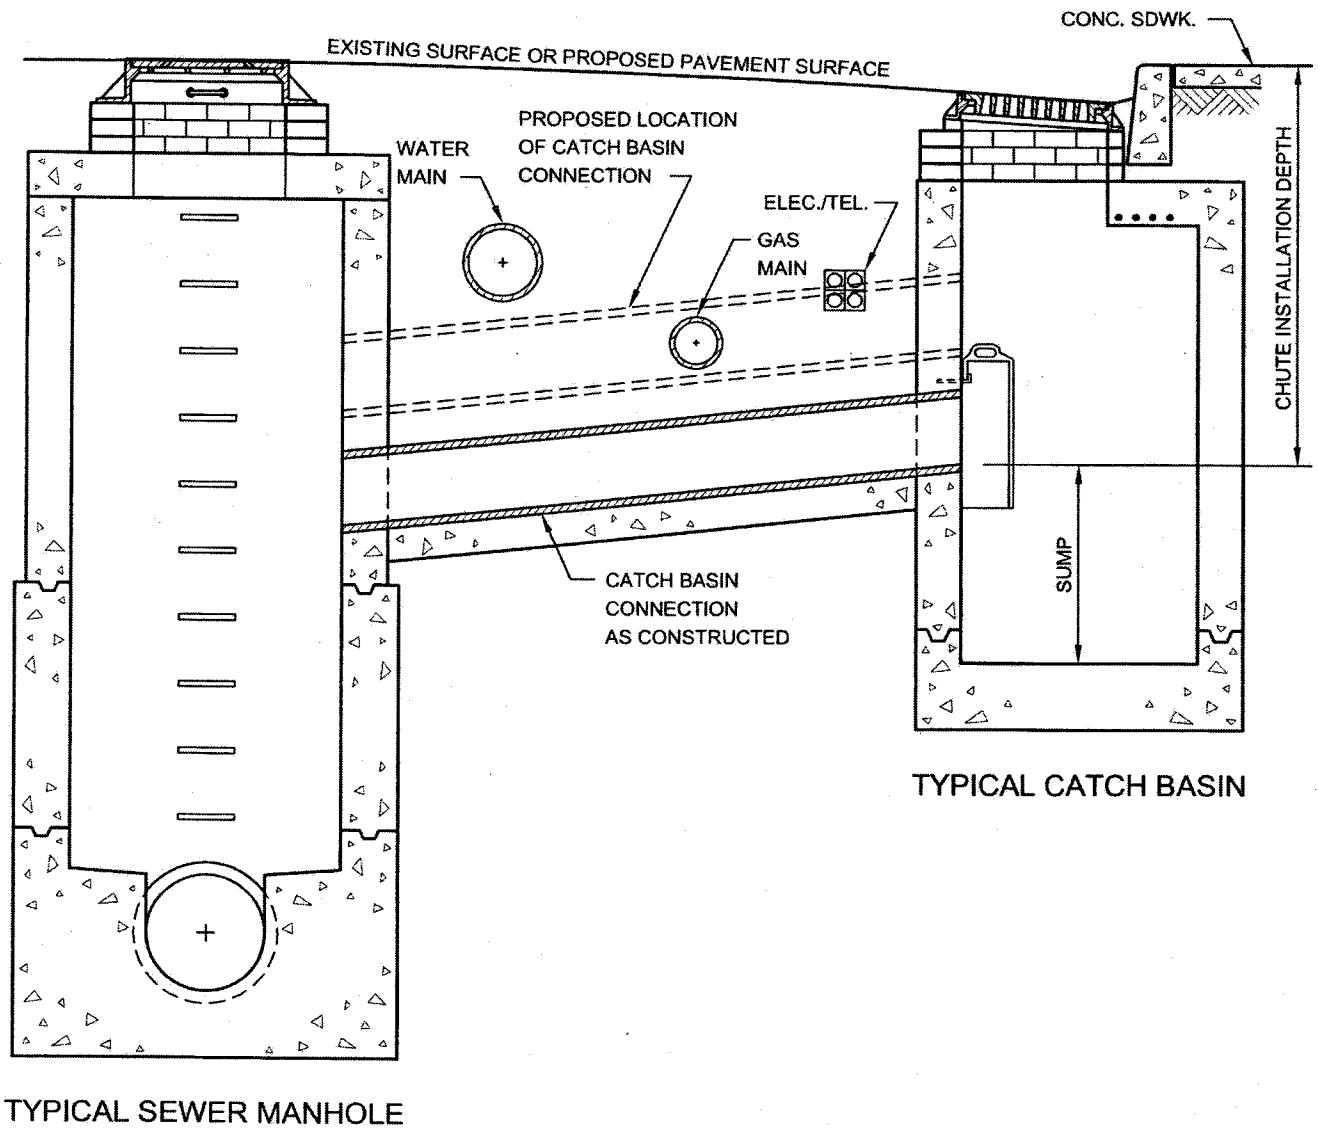 CONC. SDWK.
EXISTING SURFACE OR PROPOSED PAVEMENT SURFACE
PROPOSED LOCATION
OF CATCH BASIN
CONNECTION
WATER
MAIN
ELEC./TEL.
GAS
MAIN
CHUTE INSTALLATION DEPTH
SUMP
CATCH BASIN
CONNECTION
AS CONSTRUCTED
TYPICAL CATCH BASIN
TYPICAL SEWER MANHOLE